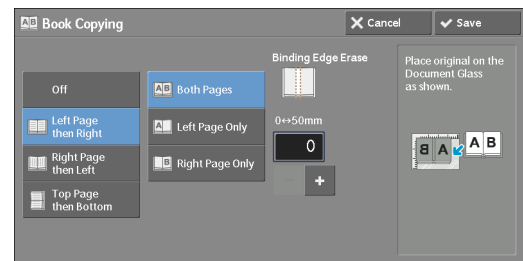 AB Book Copying
Cancel
Save
Off
Left Page
then Right
Right Page
then Left
Top Page
then Bottom
AB Both Pages
A Left Page Only
B Right Page Only
Binding Edge Erase
0↔50mm
0
−
+
Place original on the
Document Glass
as shown.
B A
A B